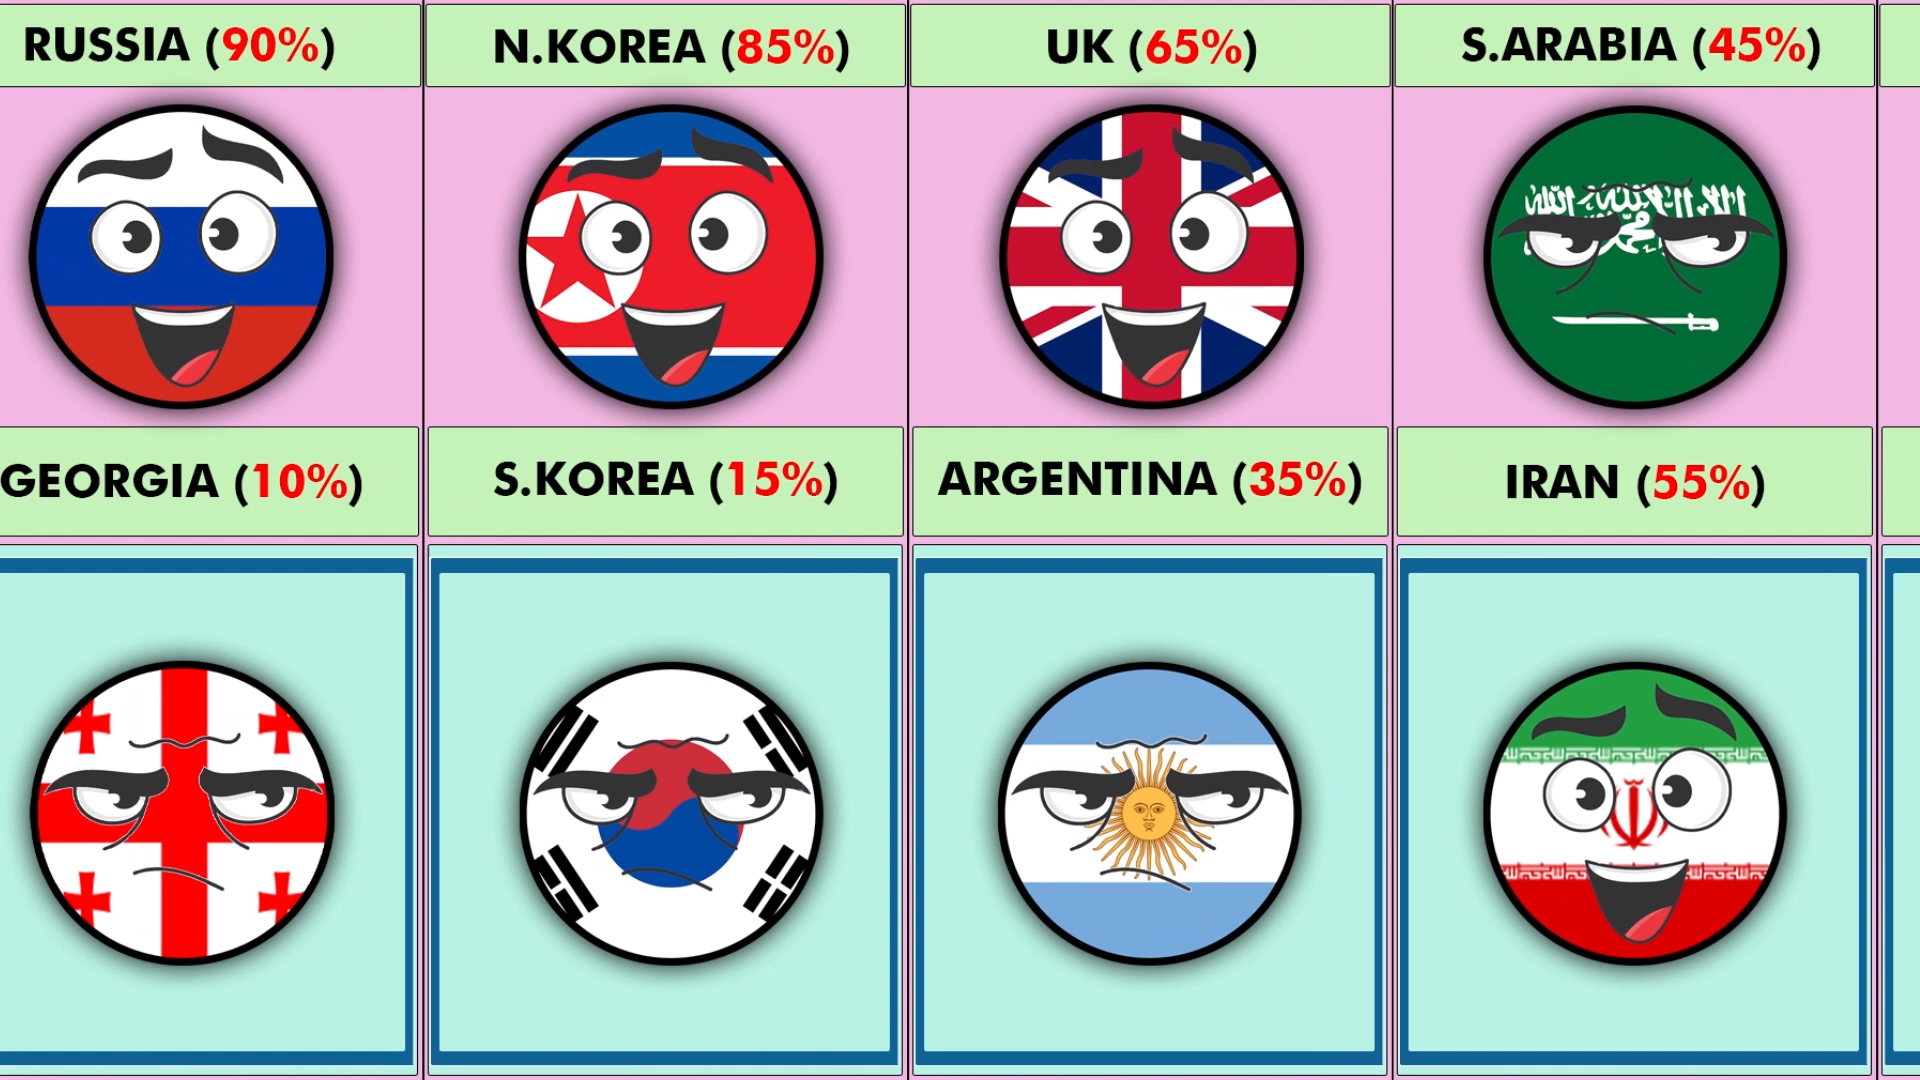 RUSSIA (90%)
N.KOREA (85%)
UK (65%)
S.ARABIA (45%)
GEORGIA (10%)
S.KOREA (15%)
ARGENTINA (35%)
IRAN (55%)